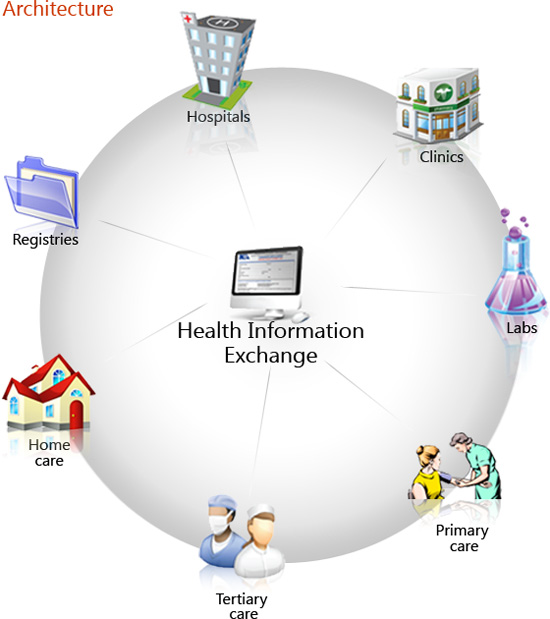 Architecture
Hospitals
Clinics
Registries
Labs
Health Information
Exchange
Home
care
Primary
care
Tertiary
care